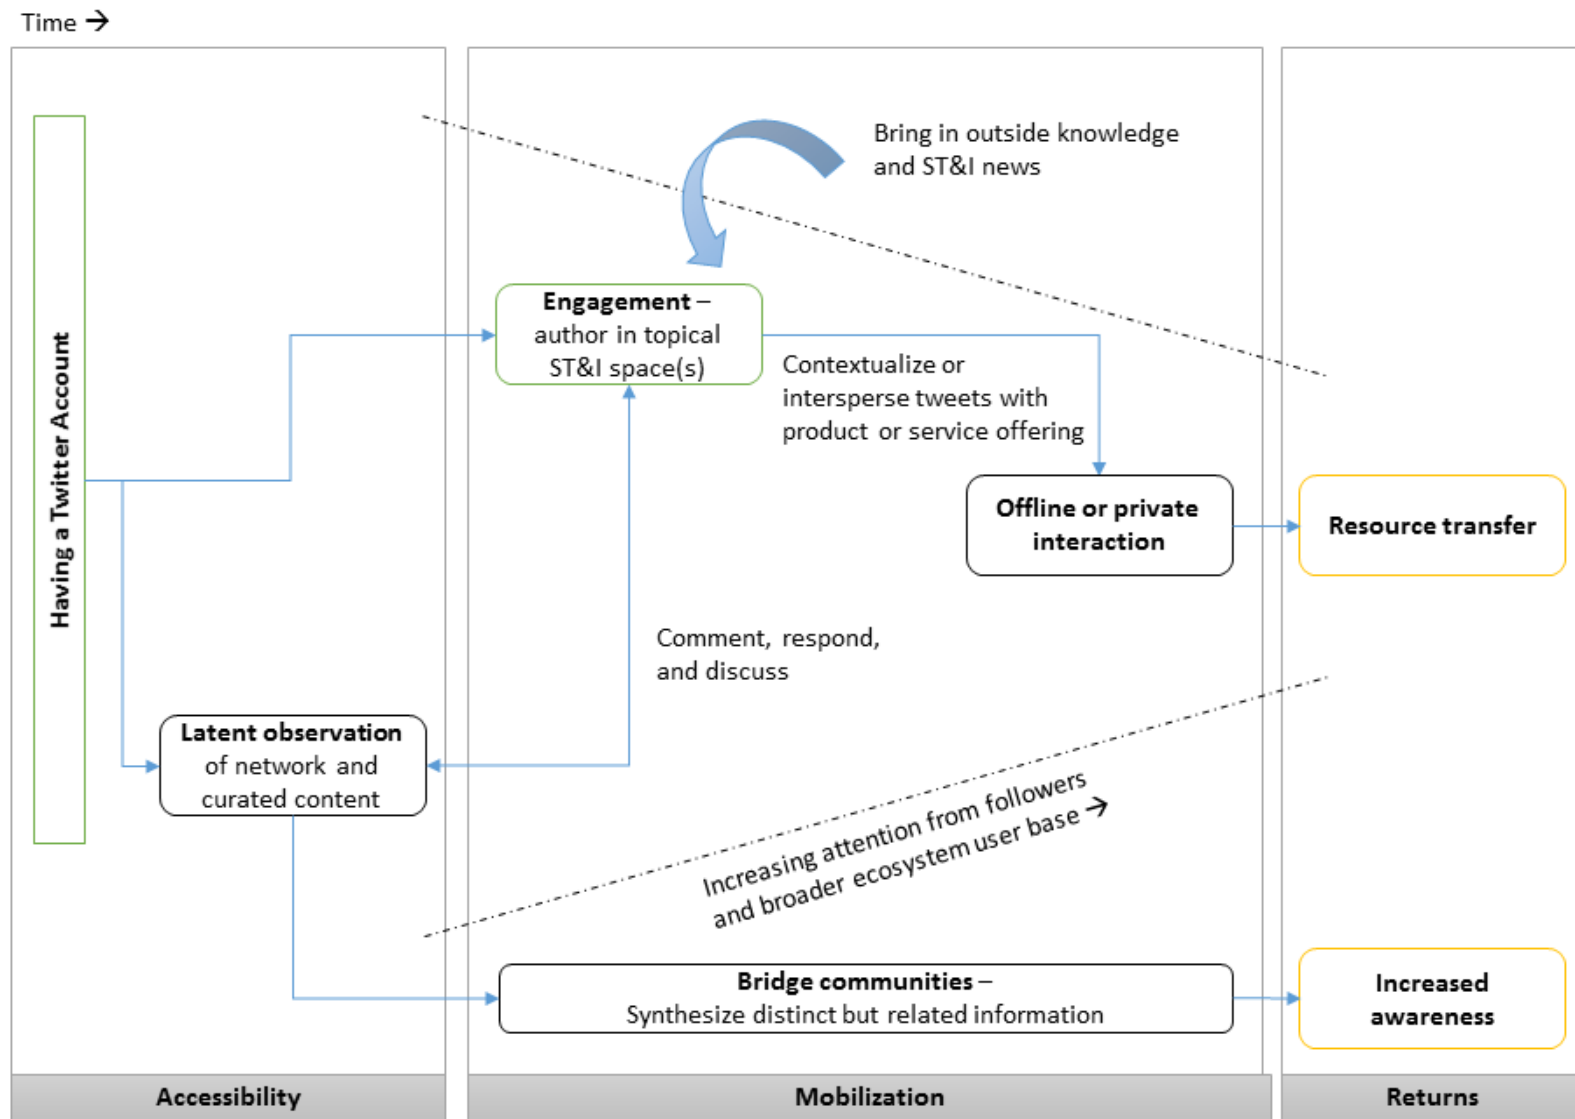 Time →
Bring in outside knowledge
and ST&I news
Engagement –
author in topical
ST&I space(s)
Contextualize or
intersperse tweets with
product or service offering
Having a Twitter Account
Offline or private
interaction
Resource transfer
Comment, respond,
and discuss
Latent observation
of network and
curated content
Increasing attention from followers
and broader ecosystem user base →
Bridge communities –
Synthesize distinct but related information
Increased
awareness
Accessibility
Mobilization
Returns